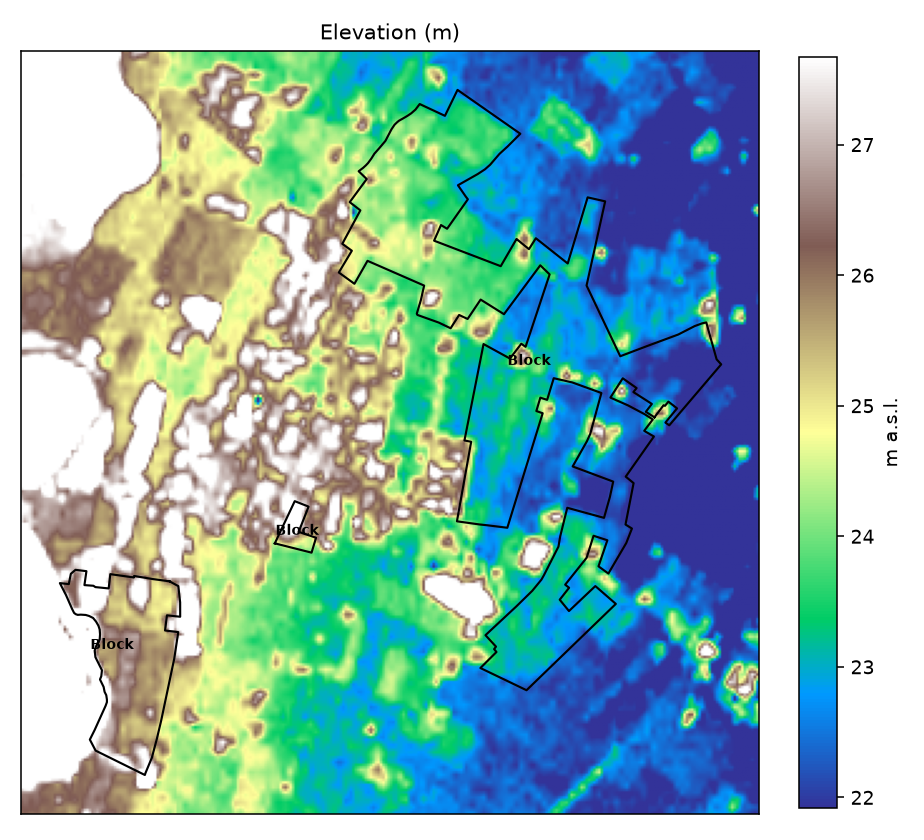 Elevation (m)
27
26
Block
25
m a.s.l.
24
Block
23
Block
22